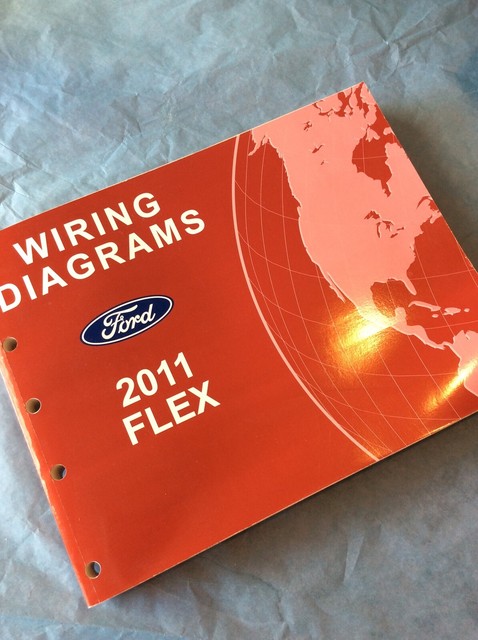 WIRING
DIAGRAMS
Ford
2011
FLEX